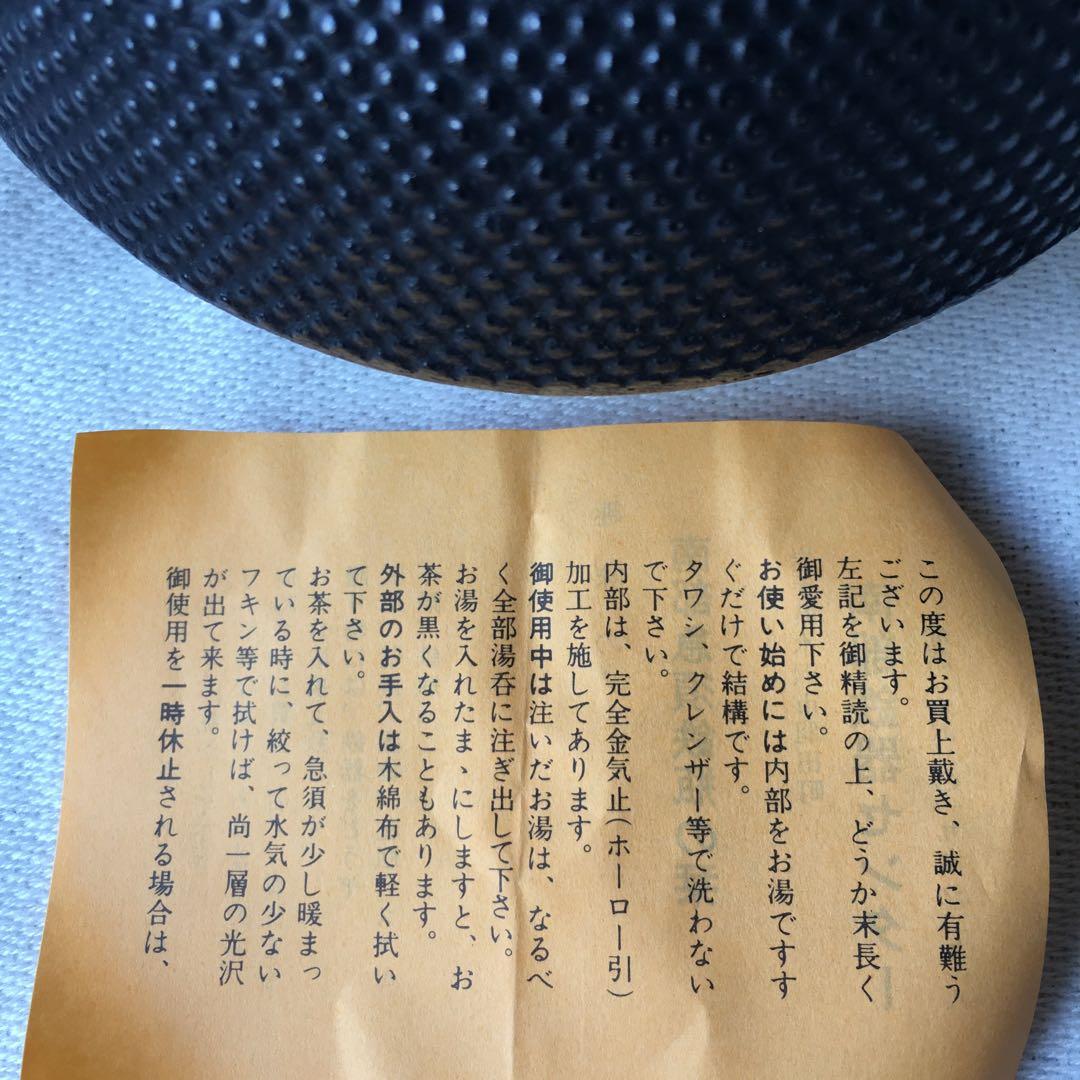 この度はお買上戴き、誠に有難う
ございます。
左記を御精読の上、どうか末長く
御愛用下さい。
お使い始めには内部をお湯ですす
ぐだけで結構です。
タワシ、クレンザー等で洗わない
で下さい。
内部は、完全金気止(ホーロー引)
加工を施してあります。
御使用中は注いだお湯は、なるべ
く全部湯呑に注ぎ出して下さい。
お湯を入れたまゝにしますと、お
茶が黒くなることもあります。
外部のお手入は木綿布で軽く拭い
て下さい。
お茶を入れて、急須が少し暖まっ
ている時に、絞って水気の少ない
フキン等で拭けば、尚一層の光沢
が出て来ます。
御使用を一時休止される場合は、